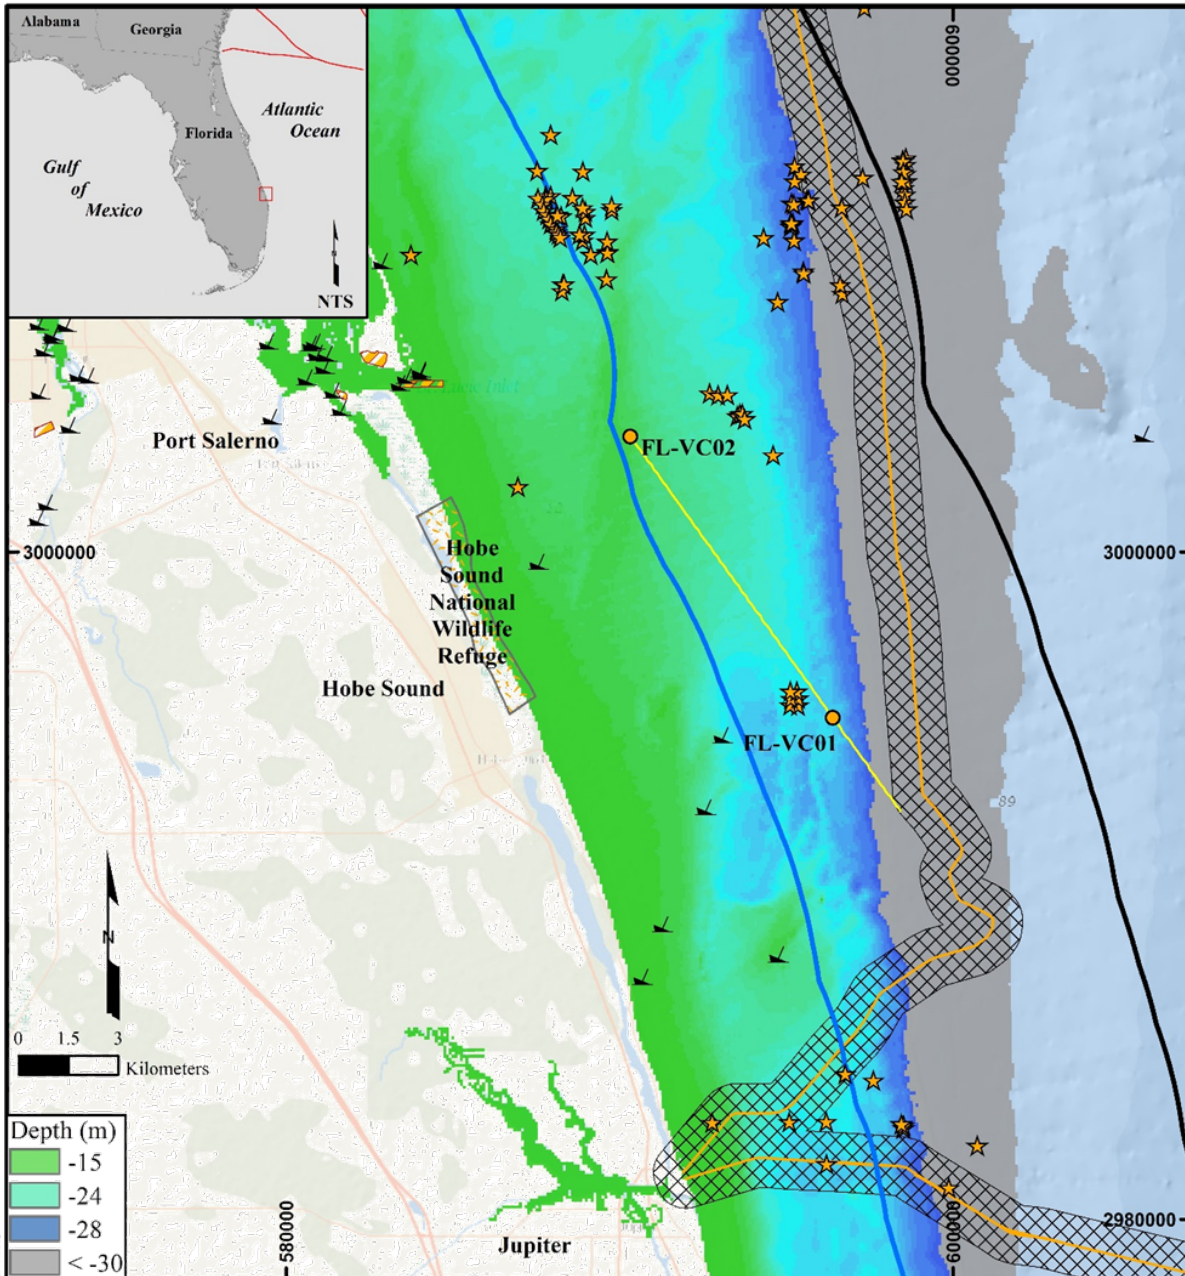 Alabama
Georgia
Florida
Atlantic
Ocean
Gulf
of
Mexico
N
NTS
600000
Port Salerno
FL-VC02
3000000
3000000
Hobe
Sound
National
Wildlife
Refuge
Hobe Sound
FL-VC01
89
N
0 1.5 3
Kilometers
Depth (m)
-15
-24
-28
< -30
580000
Jupiter
600000
2980000